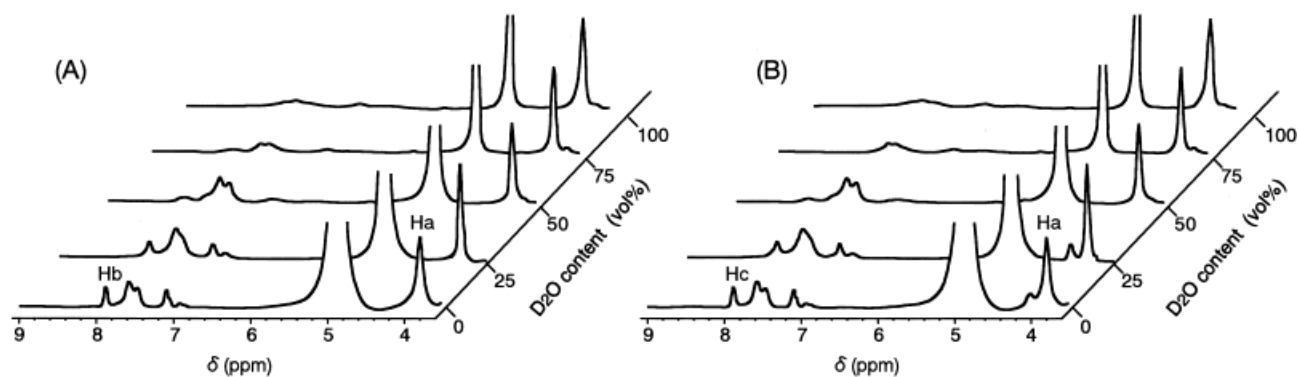 (A)
Hb
Ha
9 8 7 6 5 4
δ (ppm)
0
25
50
75
100
D2O content (vol%)
(B)
Hc
Ha
9 8 7 6 5 4
δ (ppm)
0
25
50
75
100
D2O content (vol%)